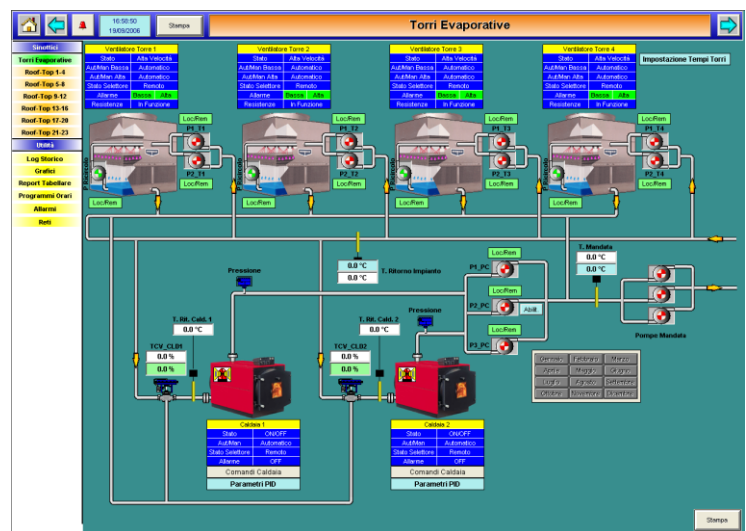 16:58:50
19/09/2006
Stampa
Torri Evaporative
Sinottici
Torri Evaporative
Roof-Top 1-4
Roof-Top 5-8
Roof-Top 9-12
Roof-Top 13-16
Roof-Top 17-20
Roof-Top 21-23
Utilità
Log Storico
Grafici
Report Tabellare
Programmi Orari
Allarmi
Reti
Ventilatore Torre 1
Stato Alta Velocità
Aut/Man Bassa Automatico
Aut/Man Alta Automatico
Stato Selettore Remoto
Allarme Bassa Alta
Resistenze In Funzione
Ventilatore Torre 2
Stato Alta Velocità
Aut/Man Bassa Automatico
Aut/Man Alta Automatico
Stato Selettore Remoto
Allarme Bassa Alta
Resistenze In Funzione
Ventilatore Torre 3
Stato Alta Velocità
Aut/Man Bassa Automatico
Aut/Man Alta Automatico
Stato Selettore Remoto
Allarme Bassa Alta
Resistenze In Funzione
Ventilatore Torre 4
Stato Alta Velocità
Aut/Man Bassa Automatico
Aut/Man Alta Automatico
Stato Selettore Remoto
Allarme Bassa Alta
Resistenze In Funzione
Impostazione Tempi Torri
Loc/Rem
P1_T1
P2_T1
Loc/Rem
P.Ricircolo
Loc/Rem
Loc/Rem
P1_T2
P2_T2
Loc/Rem
P.Ricircolo
Loc/Rem
Loc/Rem
P1_T3
P2_T3
Loc/Rem
P.Ricircolo
Loc/Rem
Loc/Rem
P1_T4
P2_T4
Loc/Rem
P.Ricircolo
Loc/Rem
0.0 °C
0.0 °C
T. Ritorno Impianto
T. Mandata
0.0 °C
0.0 °C
Loc/Rem
P1_PC
Loc/Rem
P2_PC
Abilit.
Loc/Rem
P3_PC
Pompe Mandata
Pressione
Pressione
T. Rit. Cald. 1
0.0 °C
T. Rit. Cald. 2
0.0 °C
TCV_CLD1
0.0 %
0.0 %
TCV_CLD2
0.0 %
0.0 %
Gennaio Febbraio Marzo
Aprile Maggio Giugno
Luglio Agosto Settembre
Ottobre Novembre Dicembre
Caldaia 1
Stato ON/OFF
Aut/Man Automatico
Stato Selettore Remoto
Allarme OFF
Comandi Caldaia
Parametri PID
Caldaia 2
Stato ON/OFF
Aut/Man Automatico
Stato Selettore Remoto
Allarme OFF
Comandi Caldaia
Parametri PID
Stampa